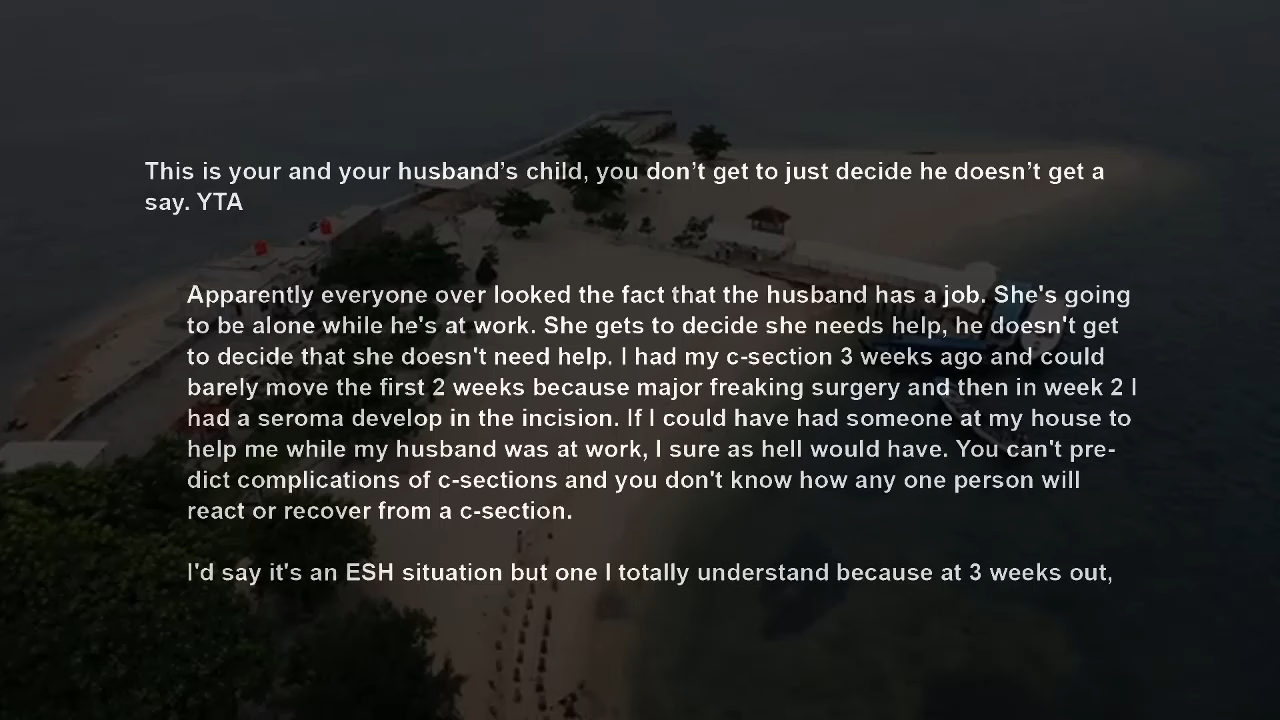 This is your and your husband’s child, you don’t get to just decide he doesn’t get a
say. YTA
Apparently everyone over looked the fact that the husband has a job. She's going
to be alone while he's at work. She gets to decide she needs help, he doesn't get
to decide that she doesn't need help. I had my c-section 3 weeks ago and could
barely move the first 2 weeks because major freaking surgery and then in week 2 I
had a seroma develop in the incision. If I could have had someone at my house to
help me while my husband was at work, I sure as hell would have. You can't pre-
dict complications of c-sections and you don't know how any one person will
react or recover from a c-section.
I'd say it's an ESH situation but one I totally understand because at 3 weeks out,